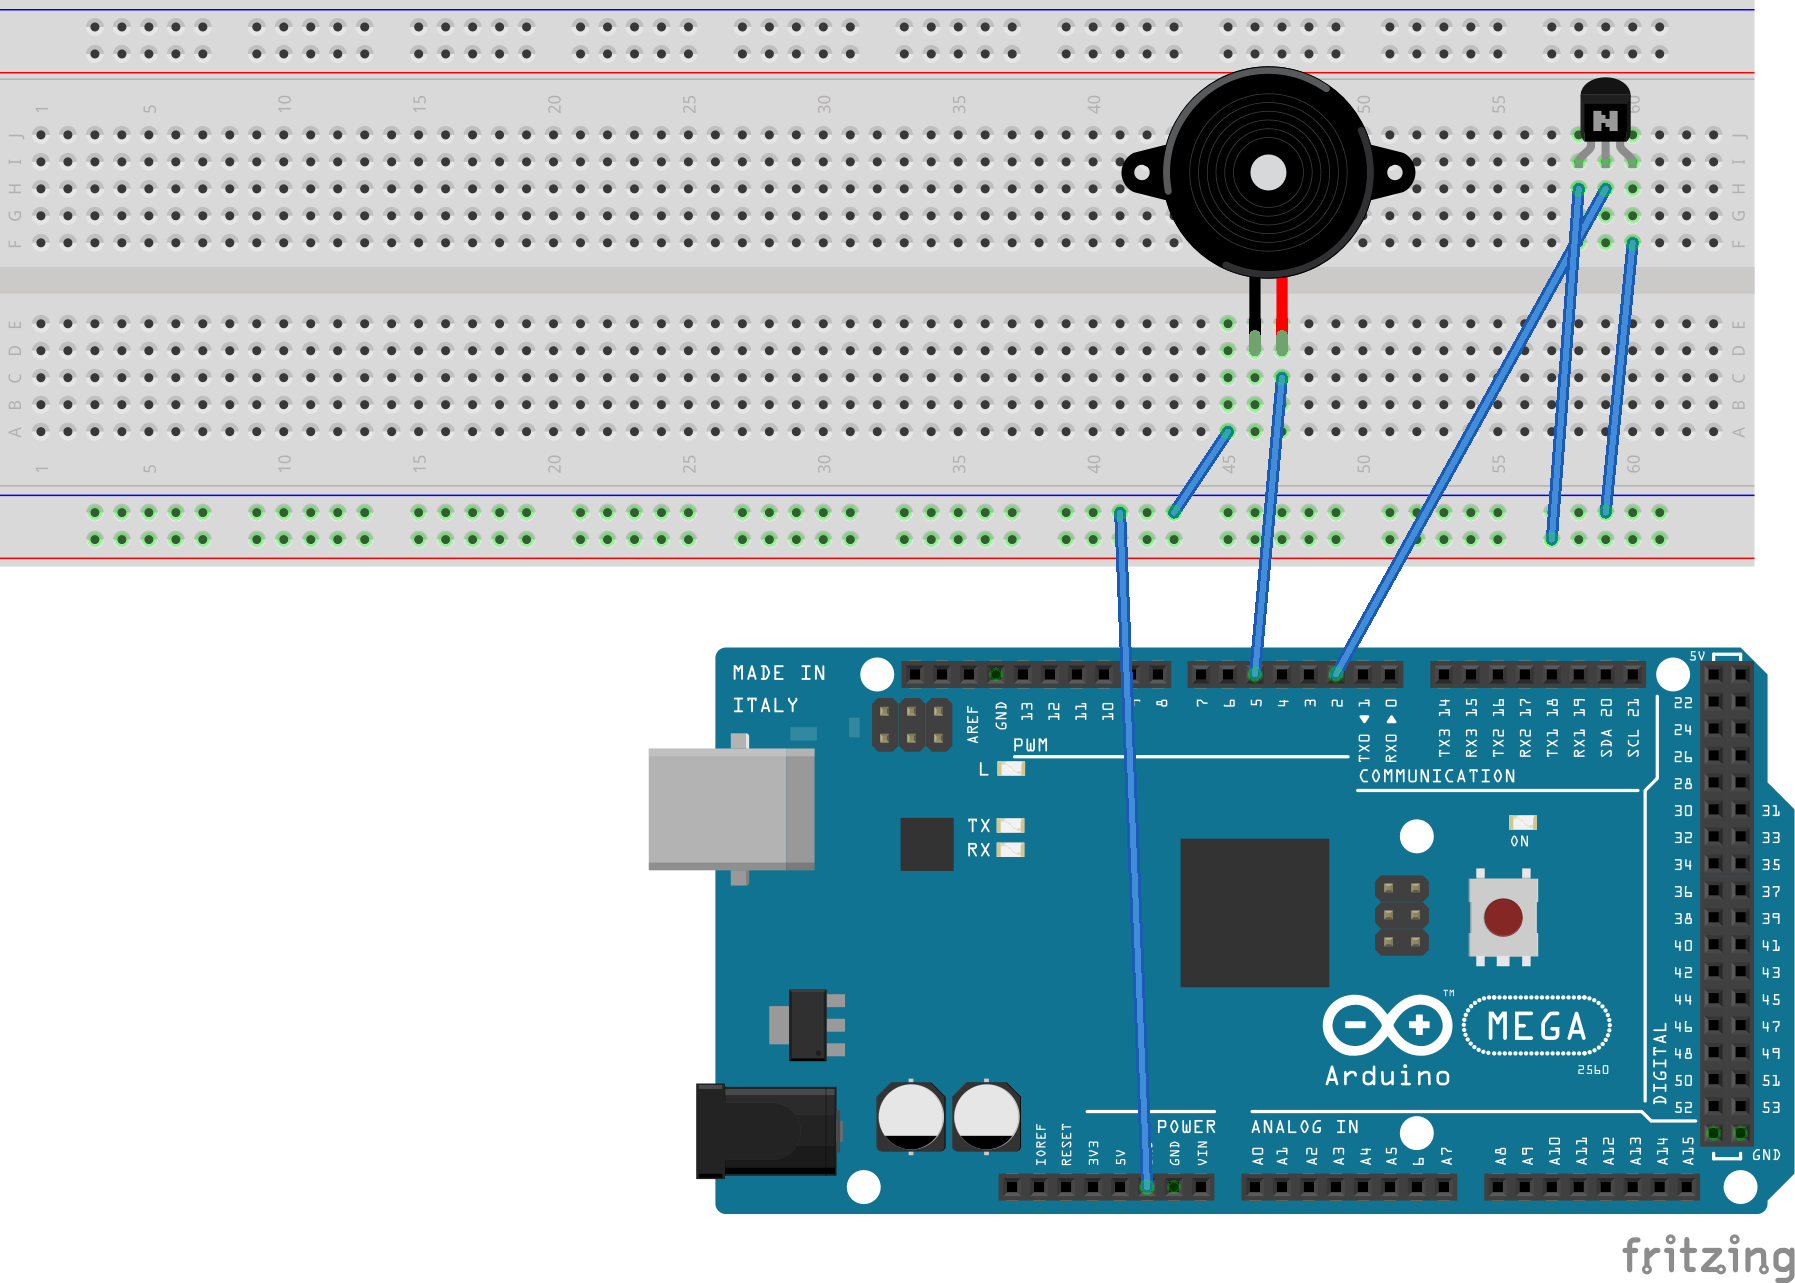 1 5 10 15 20 25 30 35 40 50 55 60
J J
I I
H H
G G
F F
N
E E
D D
C C
B B
A A
1 5 10 15 20 25 30 35 40 45 50 55 60
MADE IN
ITALY
AREF GND 13 12 11 10 8 7 6 5 4 3 2 TX0 1 RX0 0 TX3 14 RX3 15 TX2 16 RX2 17 TX1 18 RX1 19 SDA 20 SCL 21
5V
PWM
COMMUNICATION
L
TX
RX
ON
22
24
26
28
30 31
32 33
34 35
36 37
38 39
40 41
42 43
44 45
46 47
48 49
50 51
52 53
DIGITAL
GND
TM
MEGA
2560
Arduino
POWER
ANALOG IN
IOREF RESET 3V3 5V GND VIN A0 A1 A2 A3 A4 A5 6 A7 A8 A9 A10 A11 A12 A13 A14 A15
fritzing